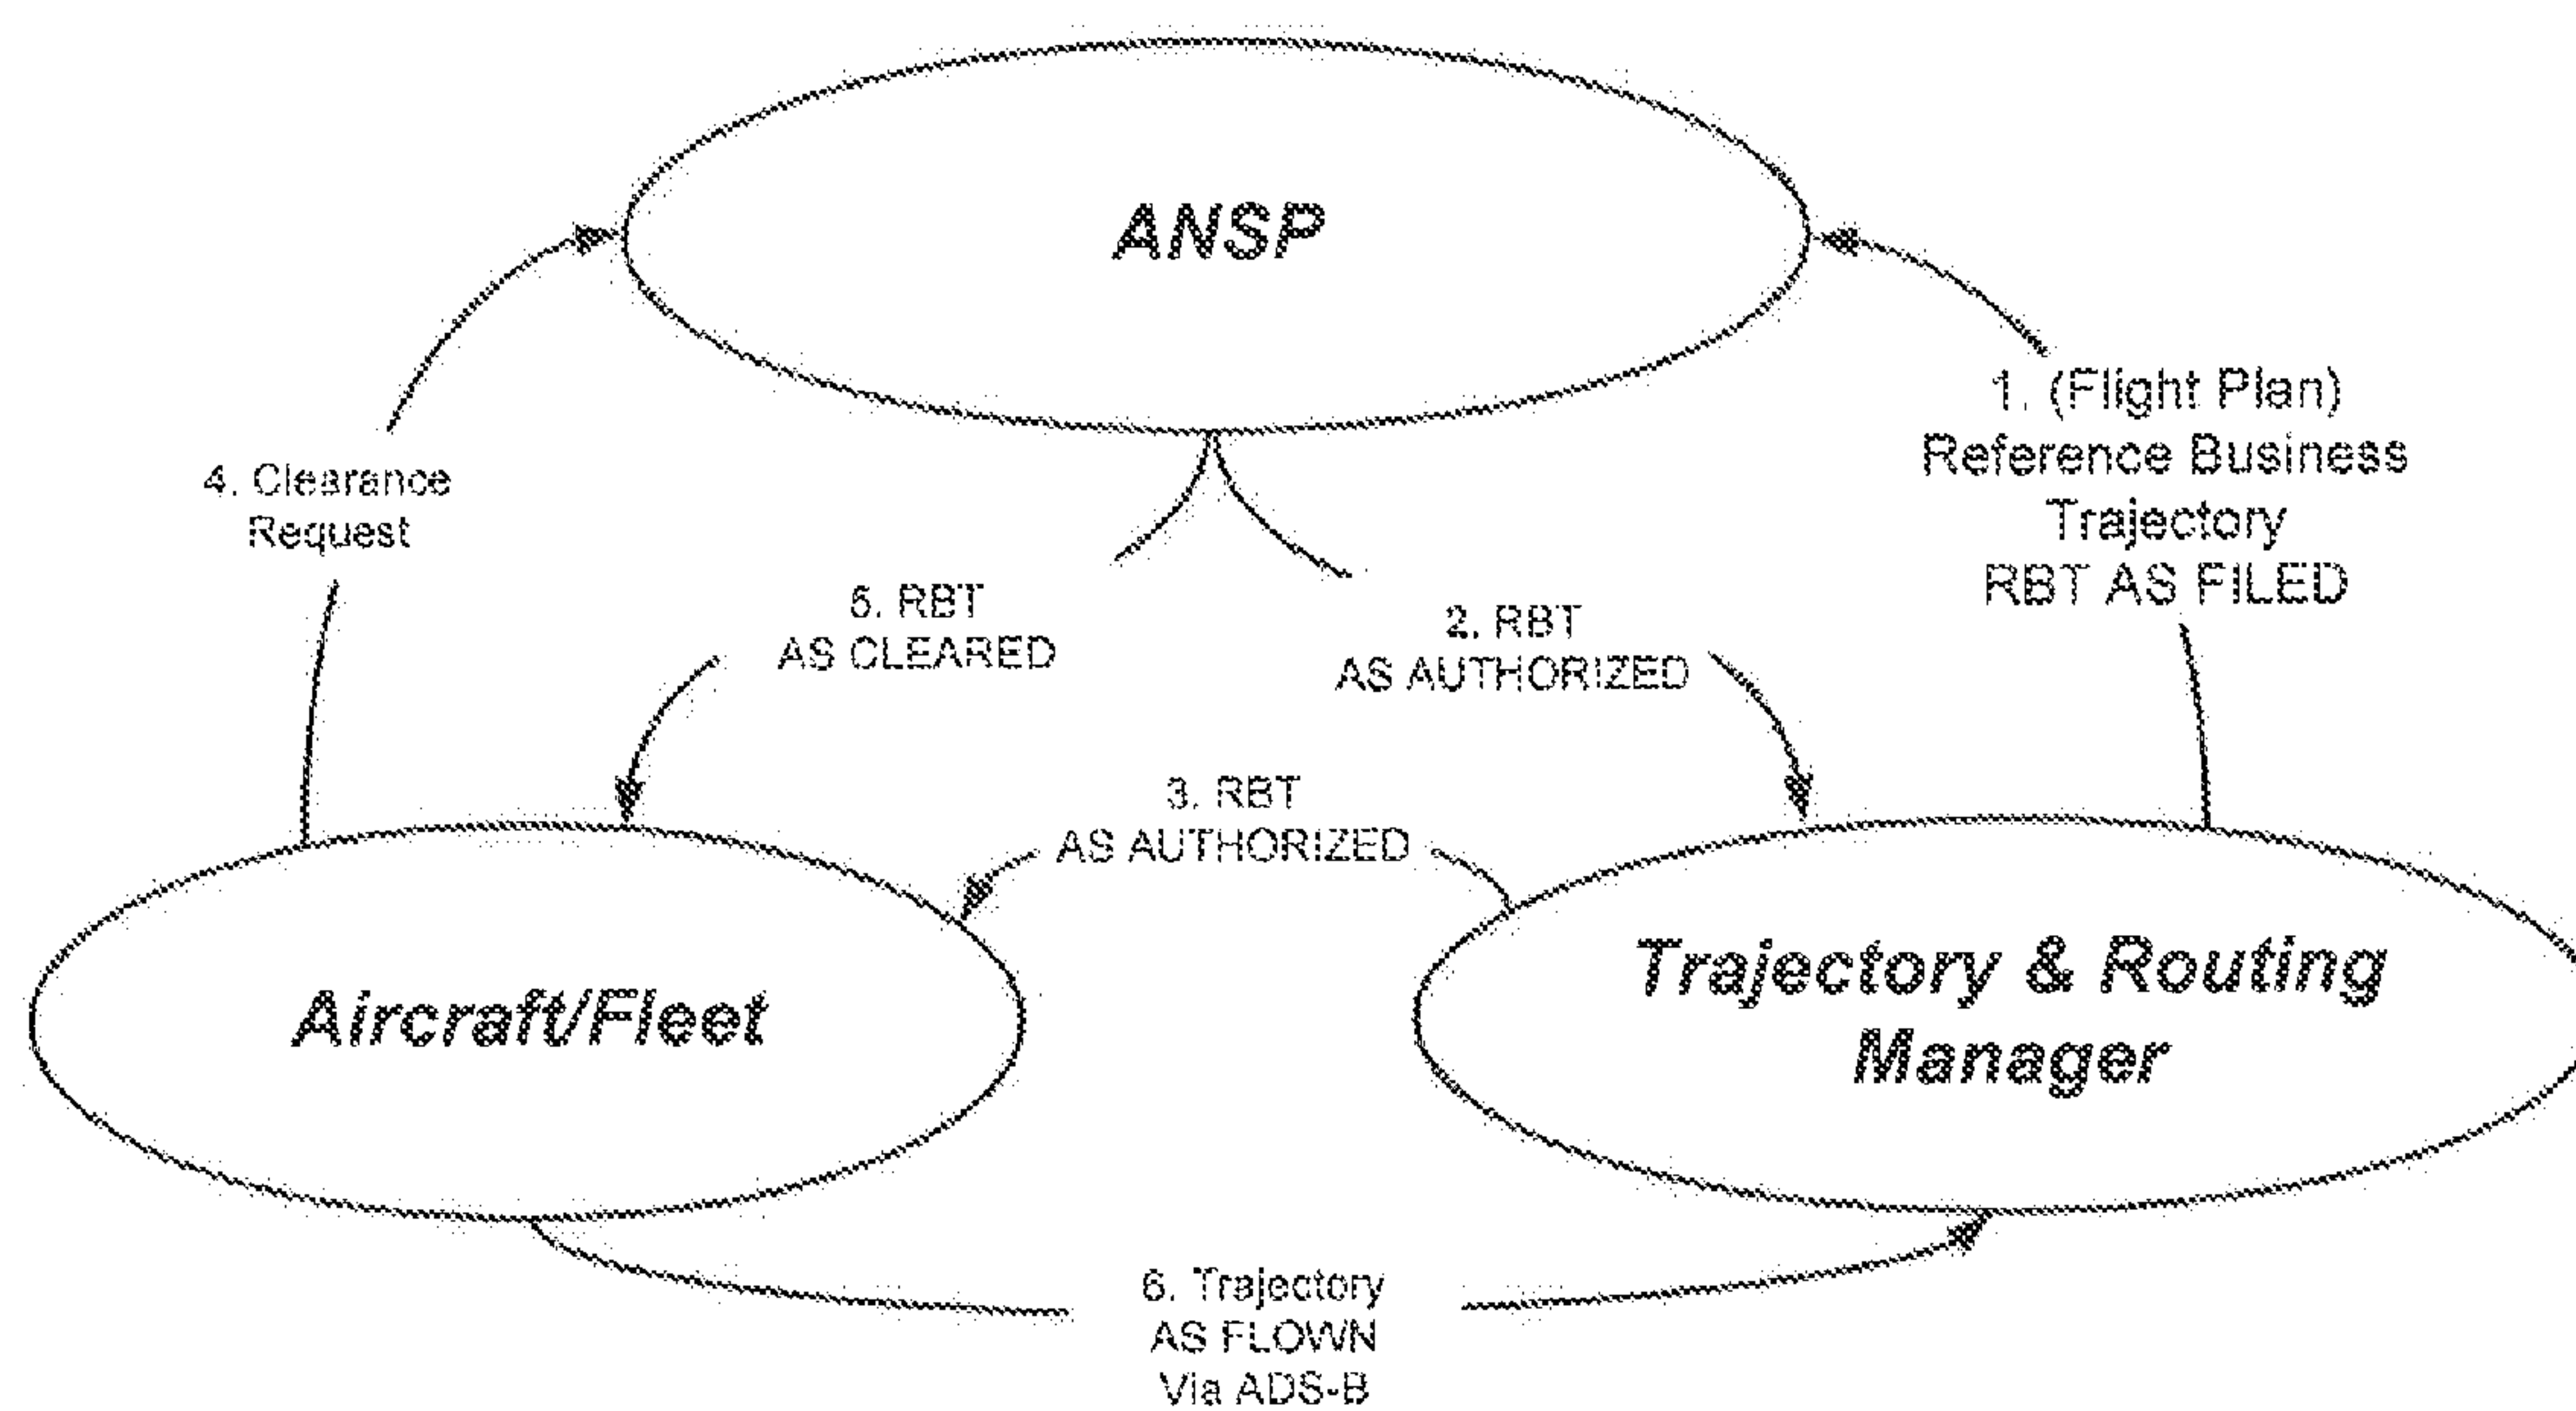 ANSP
1. (Flight Plan)
Reference Business
Trajectory
RBT AS FILED
4. Clearance
Request
5. RBT
AS CLEARED
2. RBT
AS AUTHORIZED
3. RBT
AS AUTHORIZED
Aircraft/Fleet
Trajectory & Routing
Manager
6. Trajectory
AS FLOWN
Via ADS-B